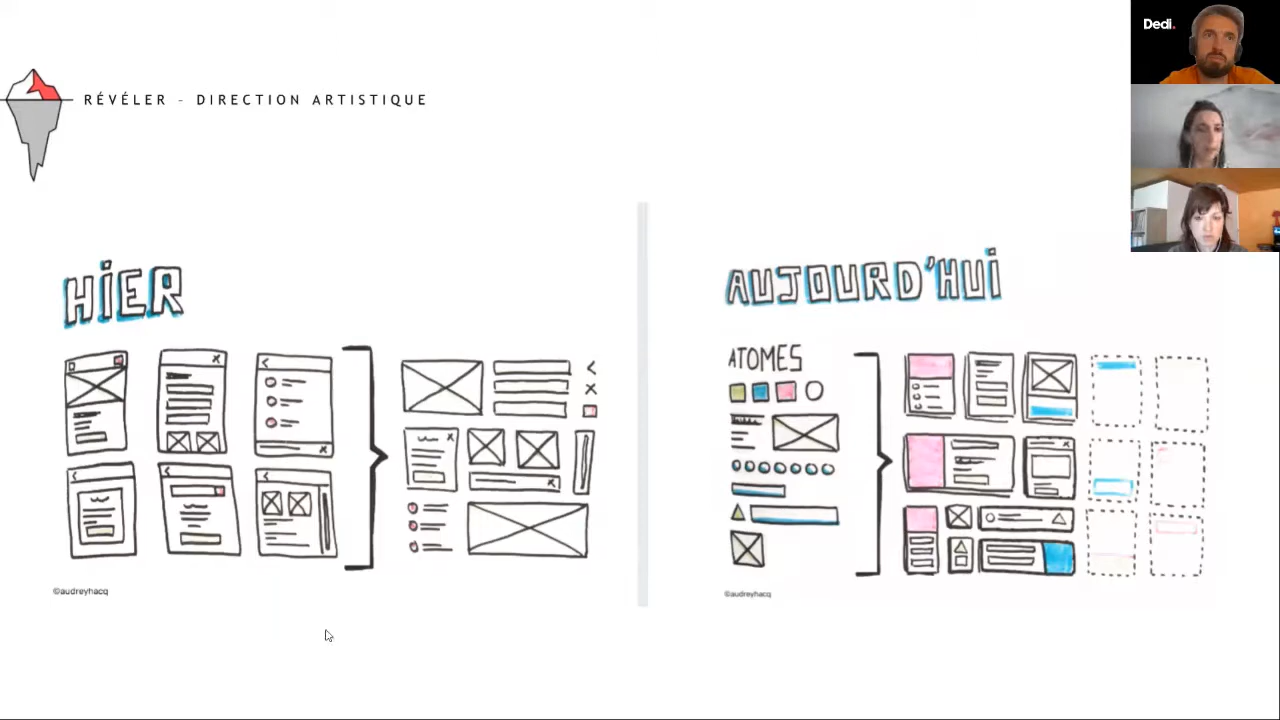 Dedi.
RÉVÉLER – DIRECTION ARTISTIQUE
HiER
©audreyhacq
AUJOURD'HUi
ATOMES
©audreyhacq